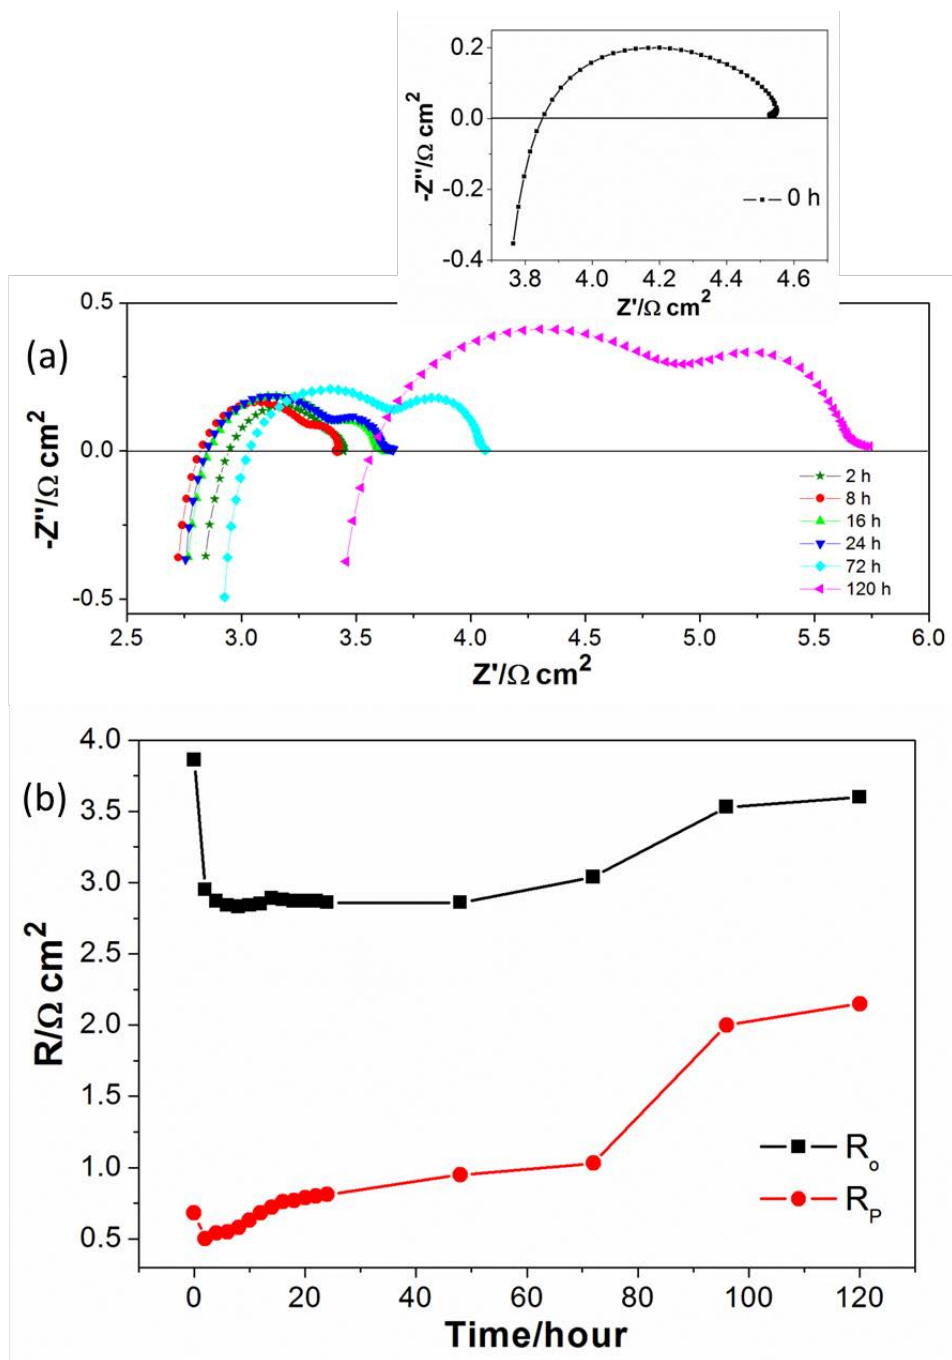 0.2
0.0
-0.2
-0.4
-Z''/Ω cm²
0 h
3.8 4.0 4.2 4.4 4.6
Z'/Ω cm²
(a)
0.5
0.0
-0.5
-Z''/Ω cm²
2 h
8 h
16 h
24 h
72 h
120 h
2.5 3.0 3.5 4.0 4.5 5.0 5.5 6.0
Z'/Ω cm²
(b)
4.0
3.5
3.0
2.5
2.0
1.5
1.0
0.5
R/Ω cm²
Rₒ
R_P
0 20 40 60 80 100 120
Time/hour